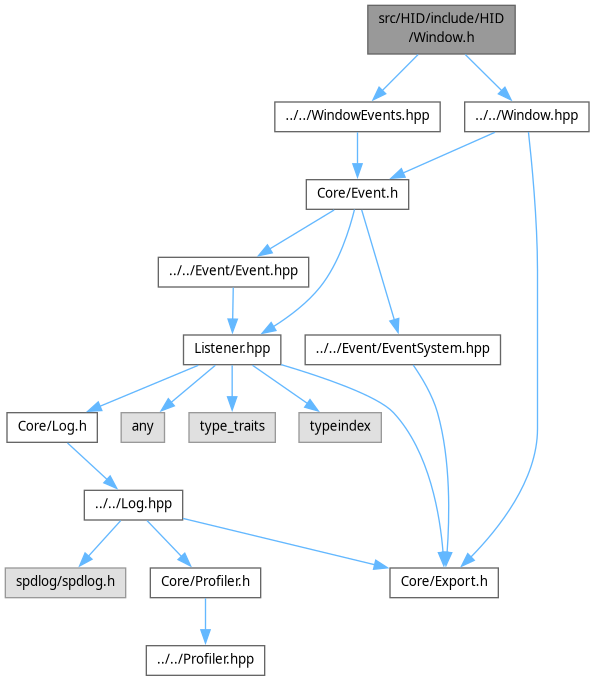 src/HID/include/HID
/Window.h
../../WindowEvents.hpp
../../Window.hpp
Core/Event.h
../../Event/Event.hpp
Listener.hpp
../../Event/EventSystem.hpp
Core/Log.h
any
type_traits
typeindex
../../Log.hpp
spdlog/spdlog.h
Core/Profiler.h
Core/Export.h
../../Profiler.hpp